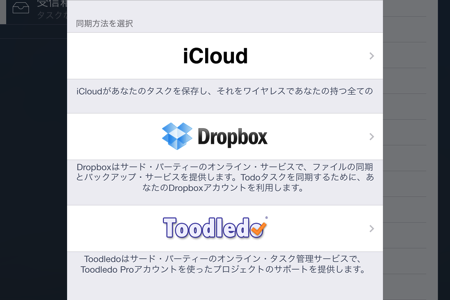 受信箱
タスク
同期方法を選択
iCloud
iCloudがあなたのタスクを保存し、それをワイヤレスであなたの持つ全ての
Dropbox
Dropboxはサード・パーティーのオンライン・サービスで、ファイルの同期
とバックアップ・サービスを提供します。Todoタスクを同期するために、あ
なたのDropboxアカウントを利用します。
Toodledo
Toodledoはサード・パーティーのオンライン・タスク管理サービスで、
Toodledo Proアカウントを使ったプロジェクトのサポートを提供します。